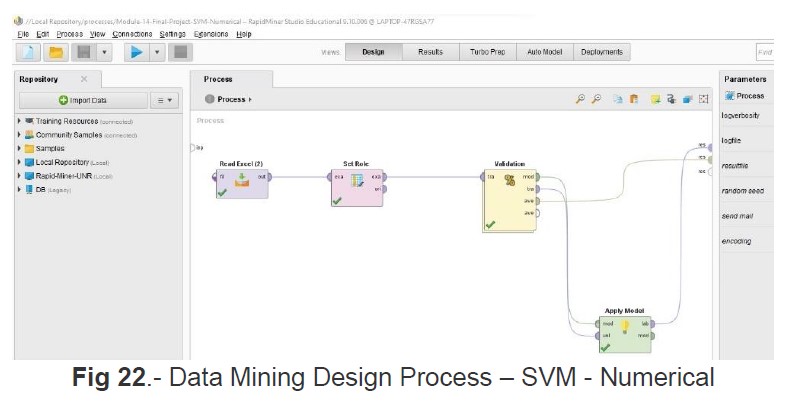 //Local Repository/processes/Module-14-Final-Project-SVM-Numerical – RapidMiner Studio Educational 9.10.000 @ LAPTOP-47RGSA77
File Edit Process View Connections Settings Extensions Help
Views: Design Results Turbo Prep Auto Model Deployments Find
Repository
Import Data
Training Resources (connected)
Community Samples (connected)
Samples
Local Repository (Local)
Rapid-Miner-UNR (Local)
DB (Legacy)
Process
Process
Process
inp
Read Excel (2)
fil out
Set Role
exa exa
ori
Validation
tra mod
tra
ave
ave
Apply Model
mod lab
unl mod
res
res
res
Parameters
Process
logverbosity
logfile
resultfile
random seed
send mail
encoding
Fig 22.- Data Mining Design Process – SVM - Numerical